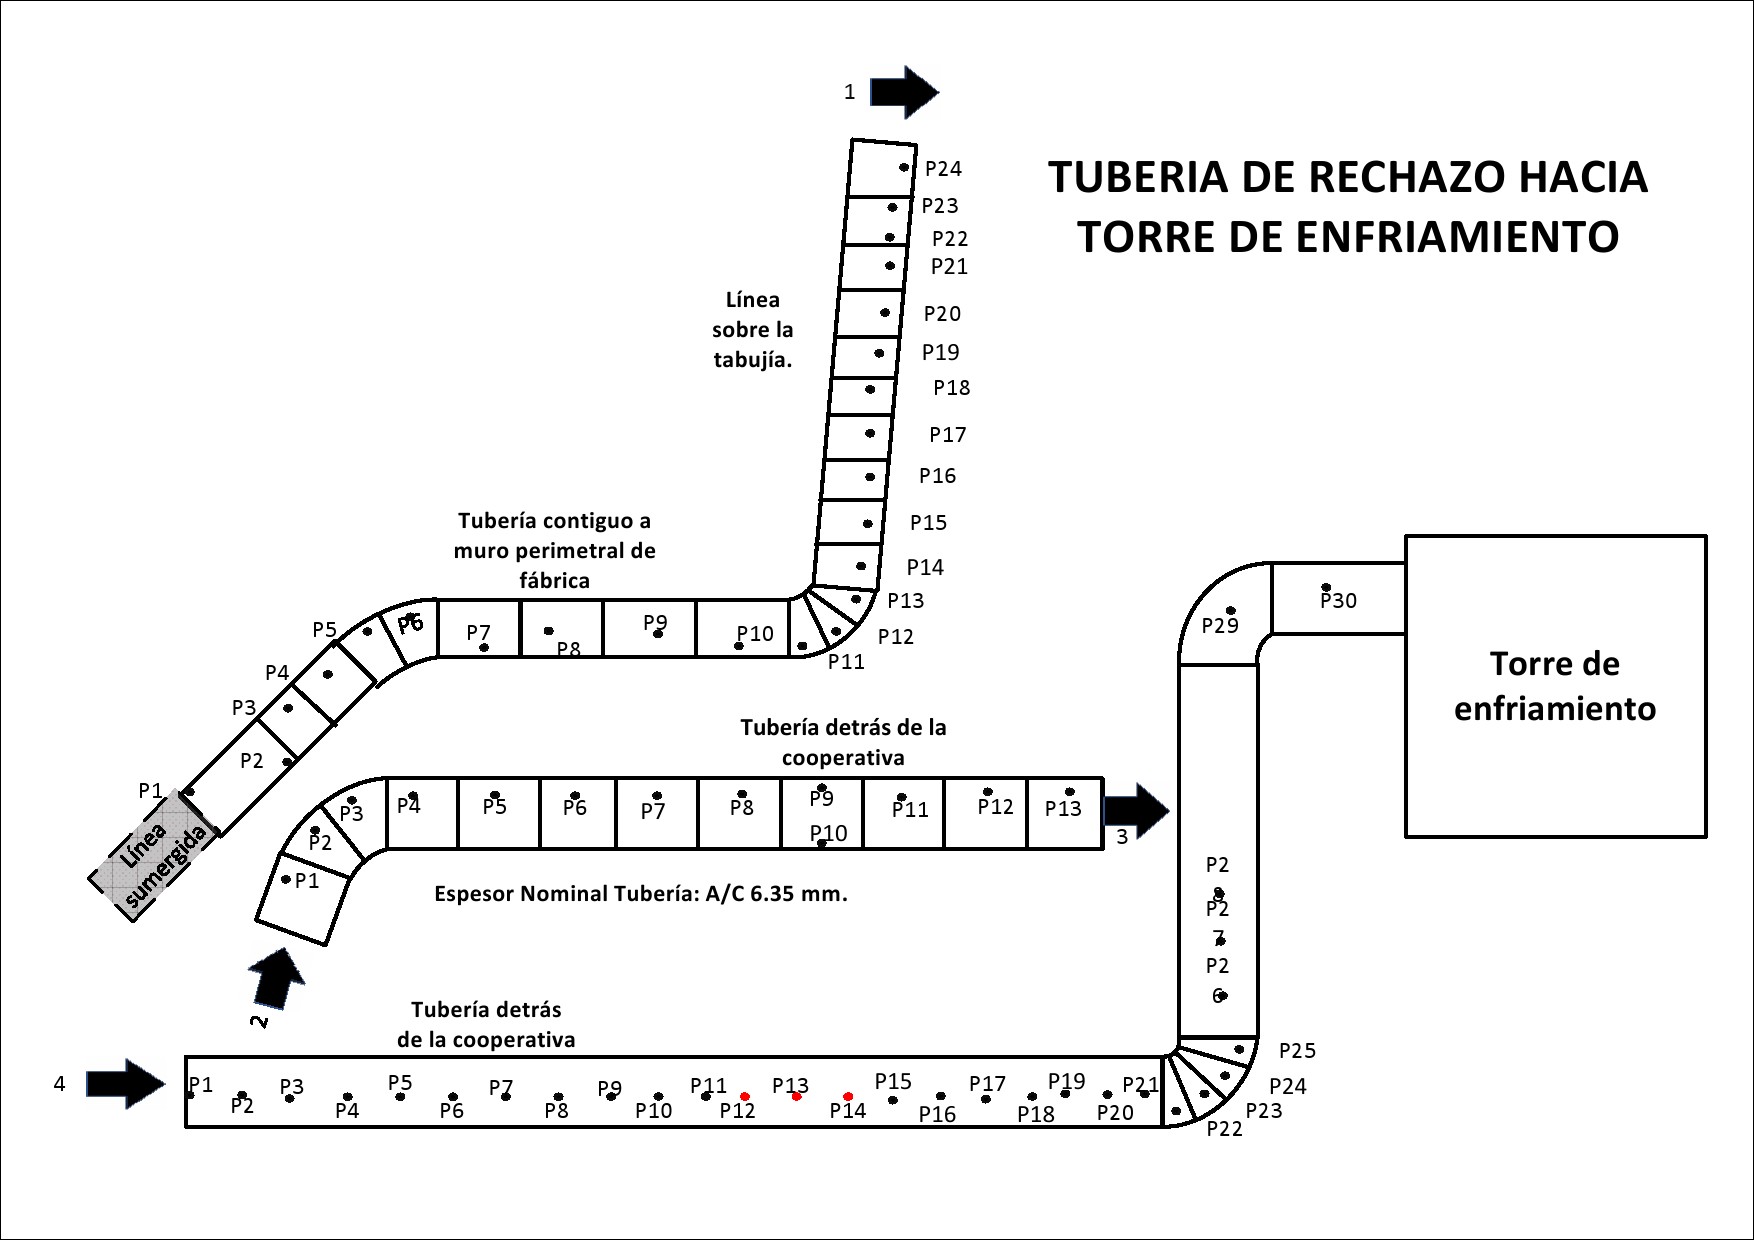 1
TUBERIA DE RECHAZO HACIA
TORRE DE ENFRIAMIENTO
P24
P23
P22
P21
P20
P19
P18
P17
P16
P15
P14
P13
P12
P11
Línea
sobre la
tabujía.
Tubería contiguo a
muro perimetral de
fábrica
P10
P9
P8
P7
P6
P5
P4
P3
P2
P1
Línea
sumergida
Tubería detrás de la
cooperativa
P1
P2
P3
P4
P5
P6
P7
P8
P9
P10
P11
P12
P13
2
3
Espesor Nominal Tubería: A/C 6.35 mm.
Tubería detrás
de la cooperativa
4
P1
P2
P3
P4
P5
P6
P7
P8
P9
P10
P11
P12
P13
P14
P15
P16
P17
P18
P19
P20
P21
P22
P23
P24
P25
P2
6
P2
7
P2
8
P29
P30
Torre de
enfriamiento